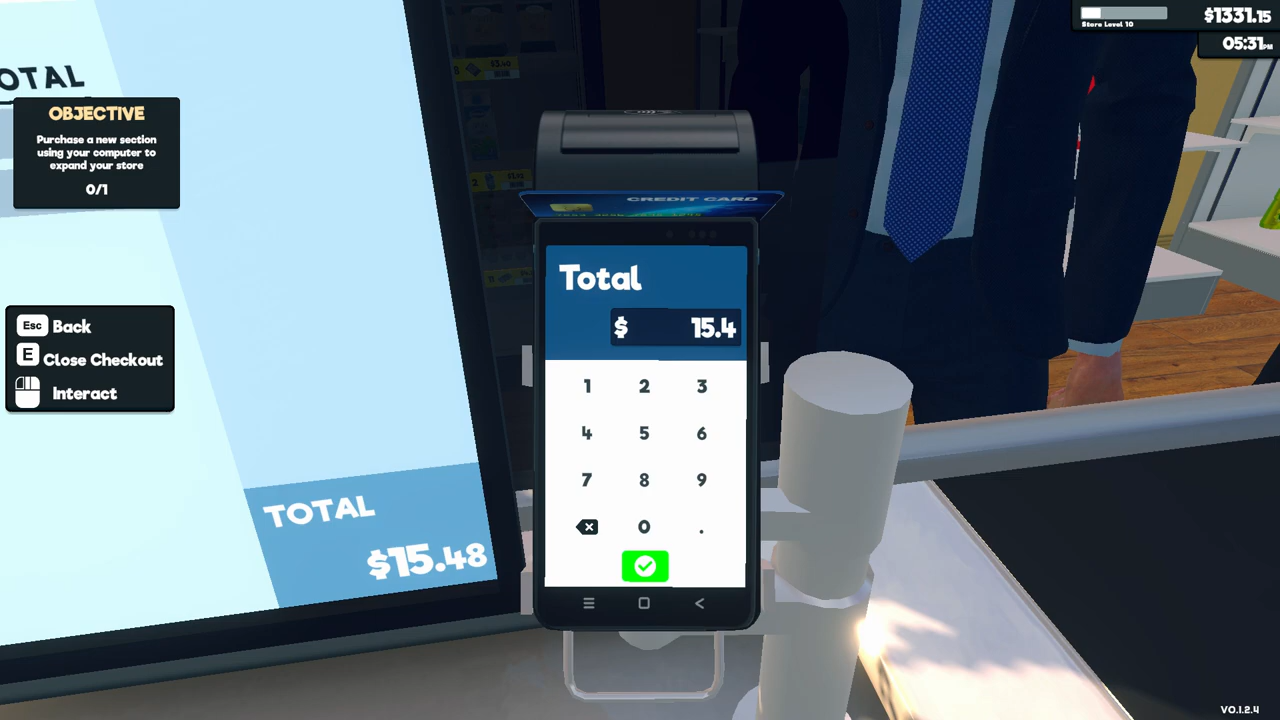 $1331.15
Store Level 10
05:31PM
OTAL
OBJECTIVE
Purchase a new section
using your computer to
expand your store
0/1
Esc Back
E Close Checkout
Interact
CREDIT CARD
Total
$ 15.4
1 2 3
4 5 6
7 8 9
0 .
TOTAL
$15.48
V0.1.2.4